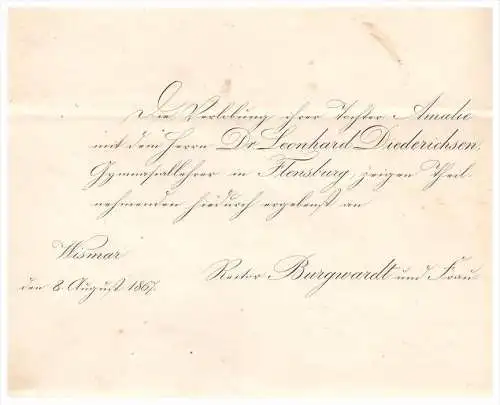 Die Verlobung ihrer Tochter Amalie
mit dem Herrn Dr. Leonhard Diederichsen,
Gymnasiallehrer in Flensburg, zeigen Theil
nehmenden hiedurch ergebenst an
Wismar
den 8. August 1867.
Rector Burgwardt und Frau